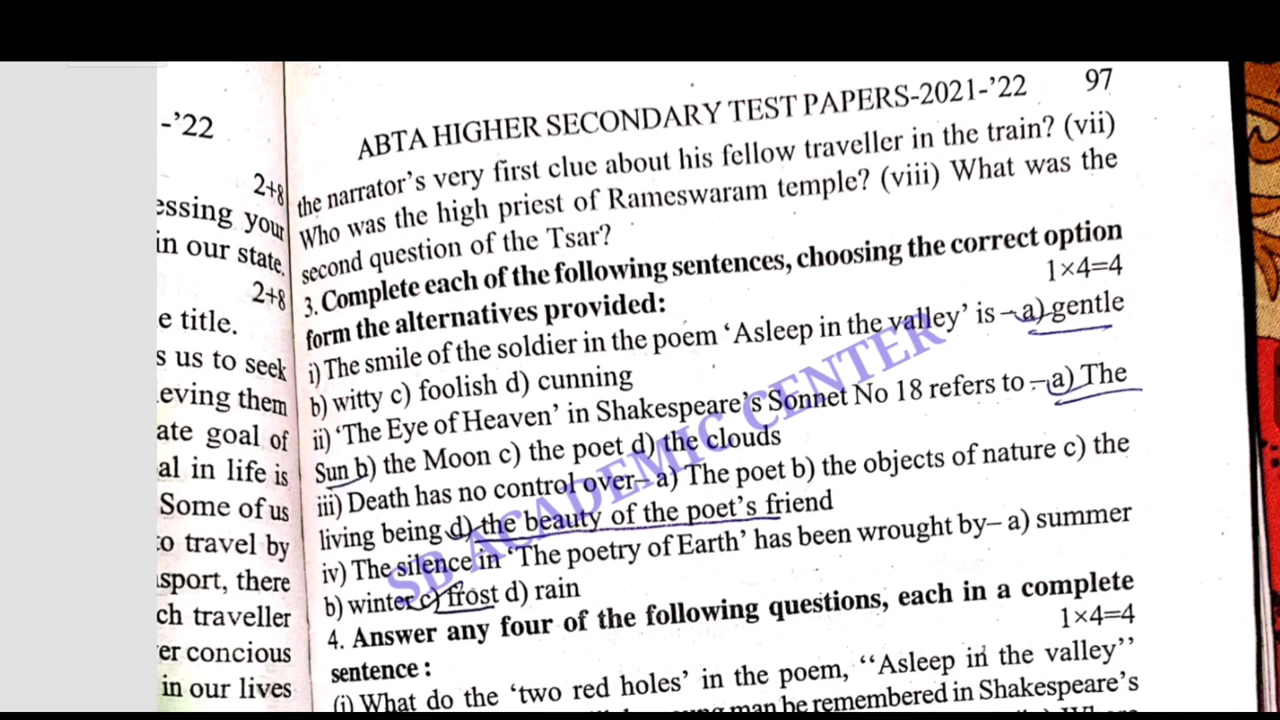 -'22
2+8
essing your
in our state.
2+8
e title.
s us to seek
eving them
ate goal of
al in life is
Some of us
to travel by
sport, there
ch traveller
er concious
in our lives
ABTA HIGHER SECONDARY TEST PAPERS-2021-'22 97
the narrator's very first clue about his fellow traveller in the train? (vii)
Who was the high priest of Rameswaram temple? (viii) What was the
second question of the Tsar?
3. Complete each of the following sentences, choosing the correct option
form the alternatives provided: 1×4=4
i) The smile of the soldier in the poem 'Asleep in the valley' is – a) gentle
b) witty c) foolish d) cunning
ii) 'The Eye of Heaven' in Shakespeare's Sonnet No 18 refers to – a) The
Sun b) the Moon c) the poet d) the clouds
iii) Death has no control over– a) The poet b) the objects of nature c) the
living being d) the beauty of the poet's friend
iv) The silence in 'The poetry of Earth' has been wrought by– a) summer
b) winter c) frost d) rain
4. Answer any four of the following questions, each in a complete
sentence : 1×4=4
(i) What do the 'two red holes' in the poem, "Asleep in the valley"
man be remembered in Shakespeare's
SB ACADEMIC CENTER